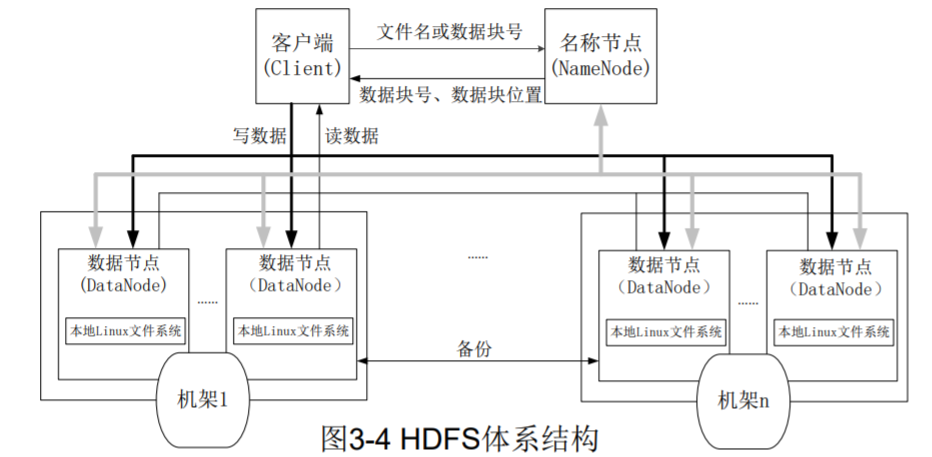 客户端
(Client)
文件名或数据块号
名称节点
(NameNode)
数据块号、数据块位置
写数据
读数据
数据节点
(DataNode)
......
数据节点
（DataNode）
......
数据节点
（DataNode）
......
数据节点
（DataNode）
本地Linux文件系统
本地Linux文件系统
本地Linux文件系统
本地Linux文件系统
备份
机架1
机架n
图3-4 HDFS体系结构